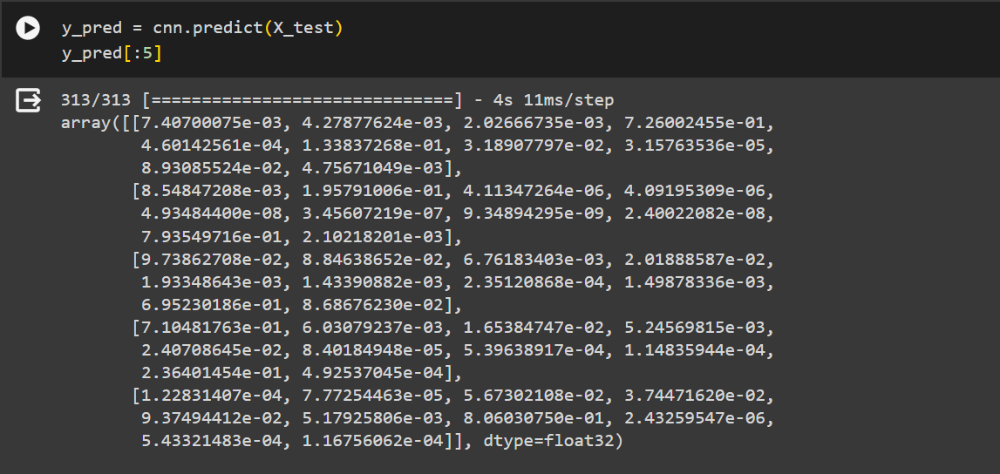 y_pred = cnn.predict(X_test)
y_pred[:5]
313/313 [==============================] - 4s 11ms/step
array([[7.40700075e-03, 4.27877624e-03, 2.02666735e-03, 7.26002455e-01,
4.60142561e-04, 1.33837268e-01, 3.18907797e-02, 3.15763536e-05,
8.93085524e-02, 4.75671049e-03],
[8.54847208e-03, 1.95791006e-01, 4.11347264e-06, 4.09195309e-06,
4.93484400e-08, 3.45607219e-07, 9.34894295e-09, 2.40022082e-08,
7.93549716e-01, 2.10218201e-03],
[9.73862708e-02, 8.84638652e-02, 6.76183403e-03, 2.01888587e-02,
1.93348643e-03, 1.43390882e-03, 2.35120868e-04, 1.49878336e-03,
6.95230186e-01, 8.68676230e-02],
[7.10481763e-01, 6.03079237e-03, 1.65384747e-02, 5.24569815e-03,
2.40708645e-02, 8.40184948e-05, 5.39638917e-04, 1.14835944e-04,
2.36401454e-01, 4.92537045e-04],
[1.22831407e-04, 7.77254463e-05, 5.67302108e-02, 3.74471620e-02,
9.37494412e-02, 5.17925806e-03, 8.06030750e-01, 2.43259547e-06,
5.43321483e-04, 1.16756062e-04]], dtype=float32)